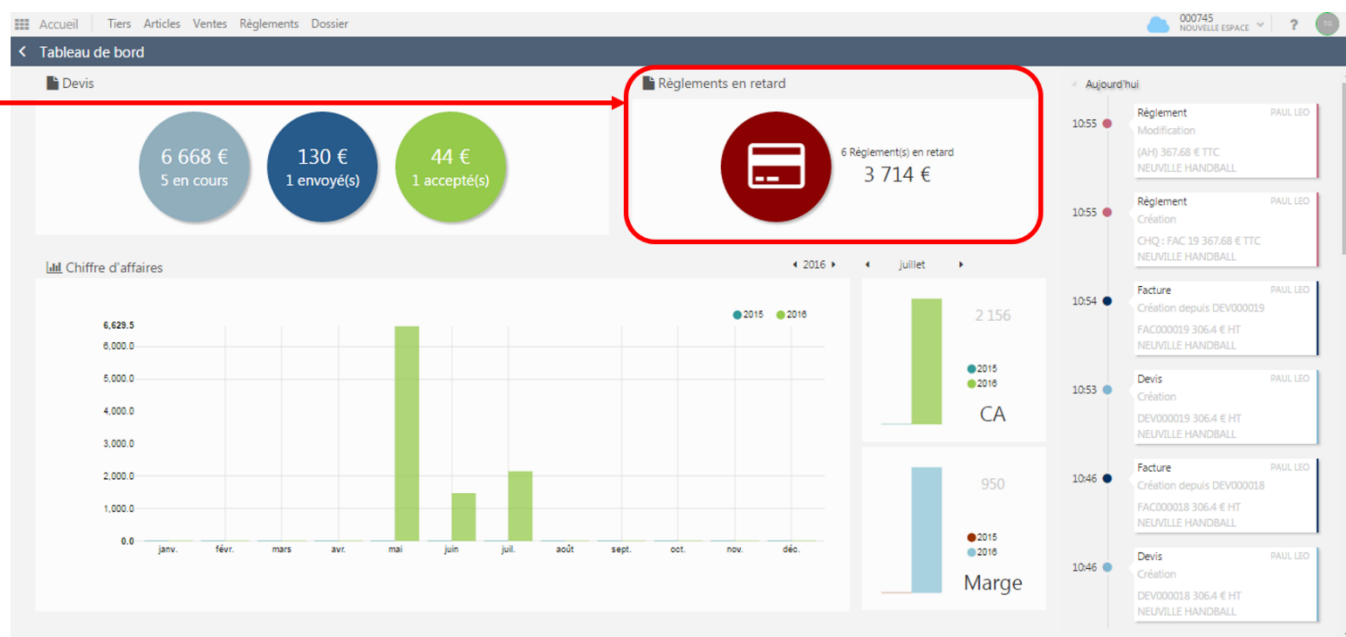 Accueil Tiers Articles Ventes Règlements Dossier
000745
NOUVELLE ESPACE
?
Tableau de bord
Devis
6 668 €
5 en cours
130 €
1 envoyé(s)
44 €
1 accepté(s)
Règlements en retard
6 Règlement(s) en retard
3 714 €
Chiffre d'affaires
2016
juillet
2015 2016
6,629.5
6,000.0
5,000.0
4,000.0
3,000.0
2,000.0
1,000.0
0.0
janv. févr. mars avr. mai juin juil. août sept. oct. nov. déc.
2 156
2015
2016
CA
950
2015
2016
Marge
Aujourd'hui
10:55
Règlement PAUL LEO
Modification
(AH) 367.68 € TTC
NEUVILLE HANDBALL
10:55
Règlement PAUL LEO
Création
CHQ : FAC 19 367.68 € TTC
NEUVILLE HANDBALL
10:54
Facture PAUL LEO
Création depuis DEV000019
FAC000019 306.4 € HT
NEUVILLE HANDBALL
10:53
Devis PAUL LEO
Création
DEV000019 306.4 € HT
NEUVILLE HANDBALL
10:46
Facture PAUL LEO
Création depuis DEV000018
FAC000018 306.4 € HT
NEUVILLE HANDBALL
10:46
Devis PAUL LEO
Création
DEV000018 306.4 € HT
NEUVILLE HANDBALL